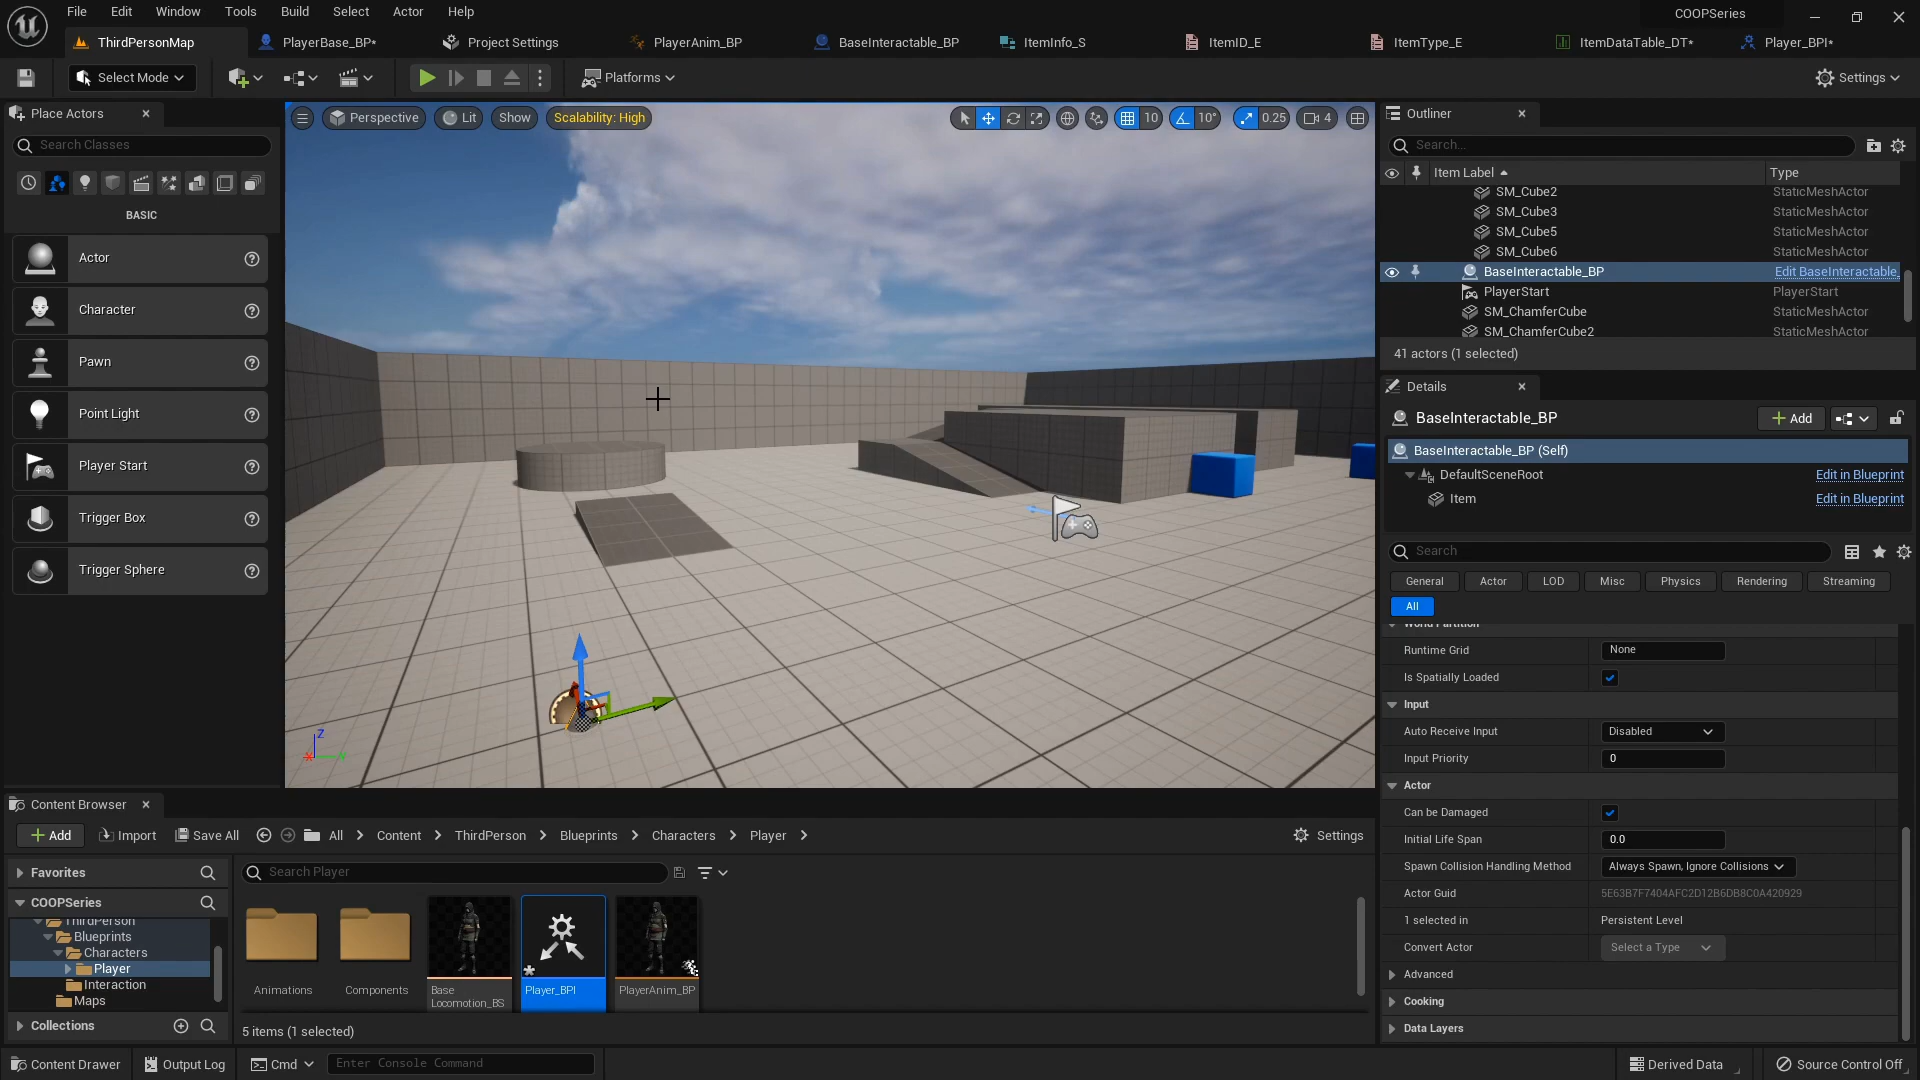 File Edit Window Tools Build Select Actor Help
COOPSeries
ThirdPersonMap PlayerBase_BP* Project Settings PlayerAnim_BP BaseInteractable_BP ItemInfo_S ItemID_E ItemType_E ItemDataTable_DT* Player_BPI*
Select Mode Platforms Settings
Place Actors
Search Classes
BASIC
Actor
Character
Pawn
Point Light
Player Start
Trigger Box
Trigger Sphere
Perspective Lit Show Scalability: High 10 10° 0.25 4
Z
X
Y
Outliner
Search...
Item Label Type
SM_Cube2 StaticMeshActor
SM_Cube3 StaticMeshActor
SM_Cube5 StaticMeshActor
SM_Cube6 StaticMeshActor
BaseInteractable_BP Edit BaseInteractable_
PlayerStart PlayerStart
SM_ChamferCube StaticMeshActor
SM_ChamferCube2 StaticMeshActor
41 actors (1 selected)
Details
BaseInteractable_BP Add
BaseInteractable_BP (Self)
DefaultSceneRoot Edit in Blueprint
Item Edit in Blueprint
Search
General Actor LOD Misc Physics Rendering Streaming
All
World Partition
Runtime Grid None
Is Spatially Loaded
Input
Auto Receive Input Disabled
Input Priority 0
Actor
Can be Damaged
Initial Life Span 0.0
Spawn Collision Handling Method Always Spawn, Ignore Collisions
Actor Guid 5E63B7F7404AFC2D12B6DB8C0A420929
1 selected in Persistent Level
Convert Actor Select a Type
Advanced
Cooking
Data Layers
Content Browser
Add Import Save All All Content ThirdPerson Blueprints Characters Player Settings
Favorites
COOPSeries
ThirdPerson
Blueprints
Characters
Player
Interaction
Maps
Collections
Search Player
Animations Components Base Player_BPI PlayerAnim_BP
Locomotion_BS
5 items (1 selected)
Content Drawer Output Log Cmd Enter Console Command Derived Data Source Control Off